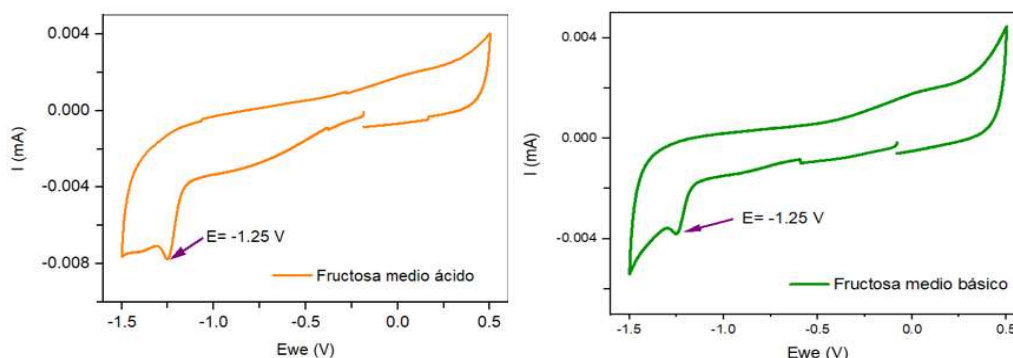 0.004
0.000
-0.004
-0.008
I (mA)
E= -1.25 V
Fructosa medio ácido
-1.5
-1.0
-0.5
0.0
0.5
Ewe (V)
0.004
0.000
-0.004
I (mA)
E= -1.25 V
Fructosa medio básico
-1.5
-1.0
-0.5
0.0
0.5
Ewe (V)